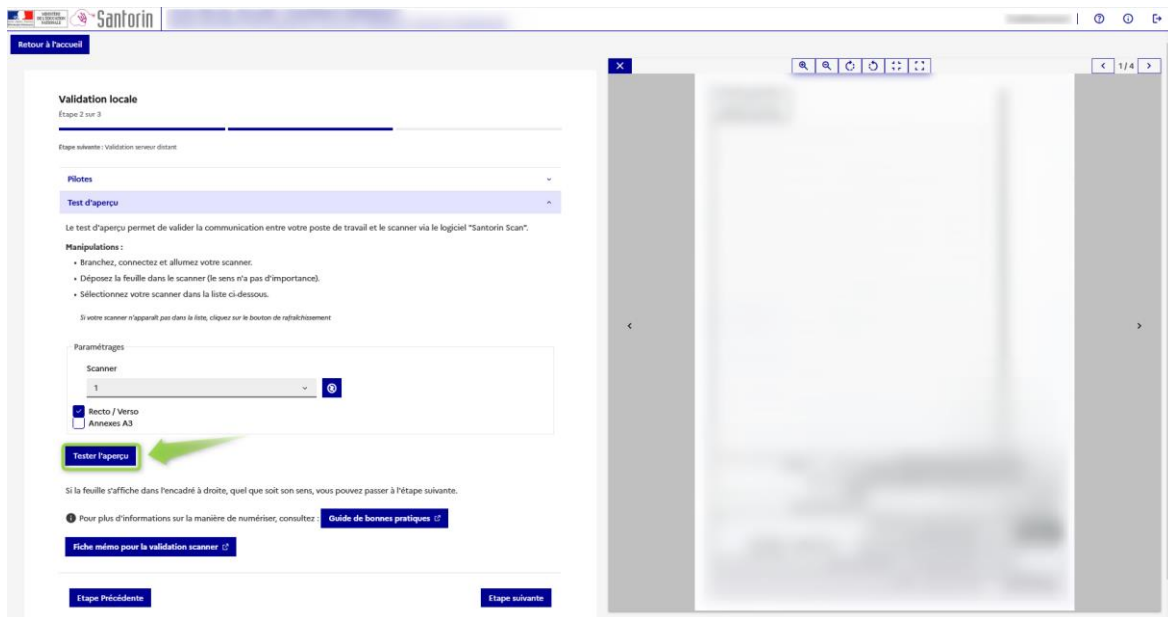 MINISTÈRE
DE L'ÉDUCATION
NATIONALE
Santorin
Retour à l'accueil
Validation locale
Étape 2 sur 3
Étape suivante : Validation serveur distant
Pilotes
Test d'aperçu
Le test d'aperçu permet de valider la communication entre votre poste de travail et le scanner via le logiciel "Santorin Scan".
Manipulations :
• Branchez, connectez et allumez votre scanner.
• Déposez la feuille dans le scanner (le sens n'a pas d'importance).
• Sélectionnez votre scanner dans la liste ci-dessous.
Si votre scanner n'apparaît pas dans la liste, cliquez sur le bouton de rafraîchissement
Paramétrages
Scanner
1
Recto / Verso
Annexes A3
Tester l'aperçu
Si la feuille s'affiche dans l'encadré à droite, quel que soit son sens, vous pouvez passer à l'étape suivante.
Pour plus d'informations sur la manière de numériser, consultez : Guide de bonnes pratiques
Fiche mémo pour la validation scanner
Etape Précédente
Etape suivante
1 / 4